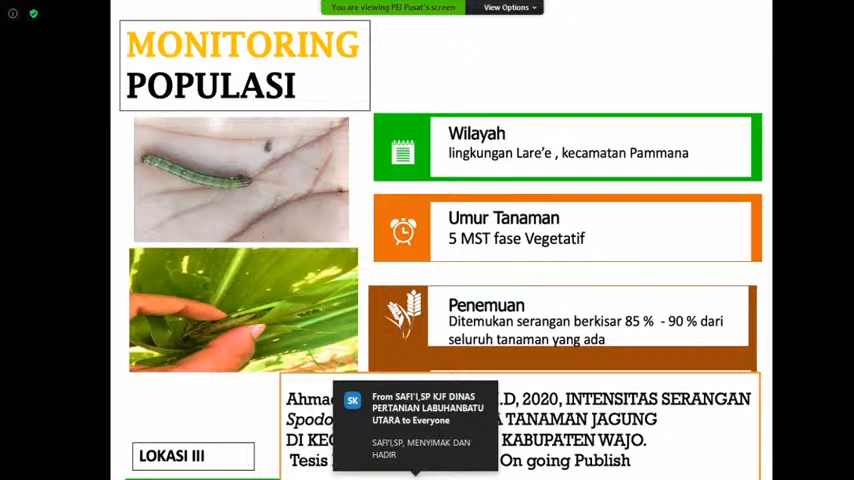 You are viewing PEI Pusat's screen
View Options
MONITORING
POPULASI
Wilayah
lingkungan Lare'e , kecamatan Pammana
Umur Tanaman
5 MST fase Vegetatif
Penemuan
Ditemukan serangan berkisar 85 % - 90 % dari
seluruh tanaman yang ada
.D, 2020, INTENSITAS SERANGAN
TANAMAN JAGUNG
KABUPATEN WAJO.
Tesis
On going Publish
SK
From SAFI'I,SP KJF DINAS
PERTANIAN LABUHANBATU
UTARA to Everyone
SAFI'I,SP, MENYIMAK DAN
HADIR
LOKASI III